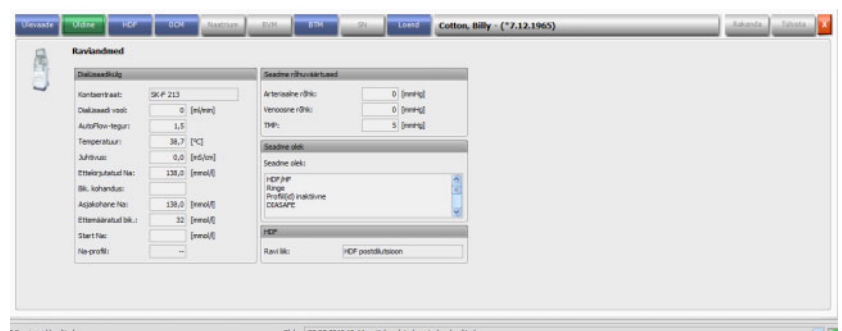 Ülevaade Üldine HDF OCM Naatrium BVM BTM SN Loend Cotton, Billy - (*7.12.1965) Rakenda Tühista X
Raviandmed
Dialüsaadikülg
Kontsentraat: SK-F 213
Dialüsaadi vool: 0 [ml/min]
AutoFlow-tegur: 1,5
Temperatuur: 38,7 [°C]
Juhtivus: 0,0 [mS/cm]
Ettekirjutatud Na: 138,0 [mmol/l]
Bik. kohandus:
Asjakohane Na: 138,0 [mmol/l]
Ettemääratud bik.: 32 [mmol/l]
Start Na: [mmol/l]
Na-profiil: --
Seadme rõhuväärtused
Arteriaalne rõhk: 0 [mmHg]
Venoosne rõhk: 0 [mmHg]
TMP: 5 [mmHg]
Seadme olek
Seadme olek:
HDF/HF
Ringe
Profiil(id) inaktiivne
DIASAFE
HDF
Ravi liik: HDF postdilutsioon